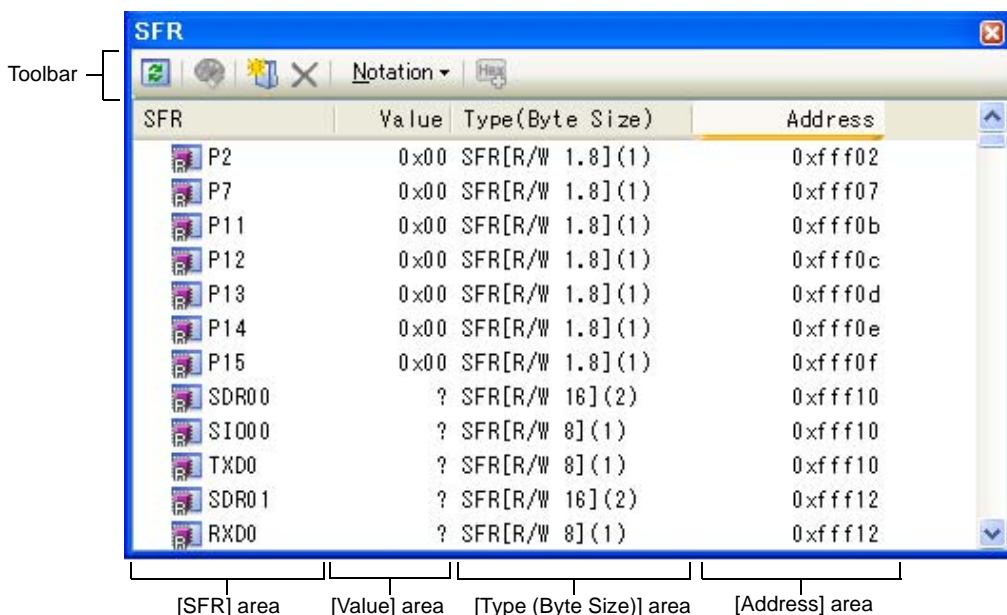 SFR
Toolbar
Notation
Hex
SFR Value Type(Byte Size) Address
P2 0x00 SFR[R/W 1.8](1) 0xfff02
P7 0x00 SFR[R/W 1.8](1) 0xfff07
P11 0x00 SFR[R/W 1.8](1) 0xfff0b
P12 0x00 SFR[R/W 1.8](1) 0xfff0c
P13 0x00 SFR[R/W 1.8](1) 0xfff0d
P14 0x00 SFR[R/W 1.8](1) 0xfff0e
P15 0x00 SFR[R/W 1.8](1) 0xfff0f
SDR00 ? SFR[R/W 16](2) 0xfff10
SIO00 ? SFR[R/W 8](1) 0xfff10
TXD0 ? SFR[R/W 8](1) 0xfff10
SDR01 ? SFR[R/W 16](2) 0xfff12
RXD0 ? SFR[R/W 8](1) 0xfff12
[SFR] area [Value] area [Type (Byte Size)] area [Address] area